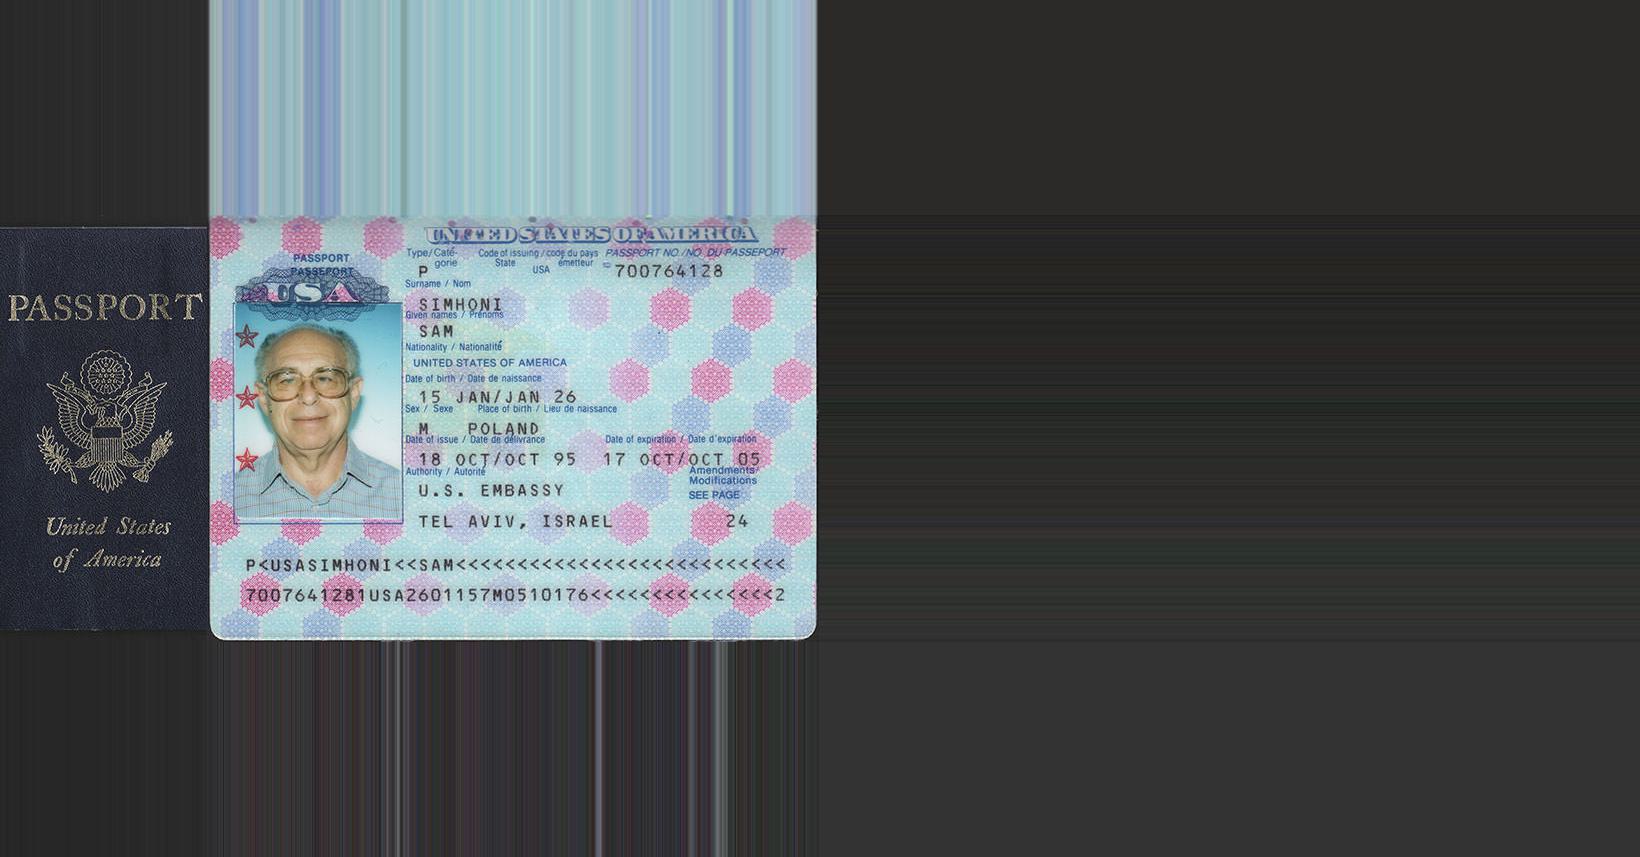 PASSPORT
United States
of America
UNITED STATES OF AMERICA
PASSPORT
PASSEPORT
USA
Type/Caté-
gorie
Code of issuing / code du pays
State
émetteur
PASSPORT NO./NO. DU PASSEPORT
P
USA
700764128
Surname / Nom
SIMHONI
Given names / Prénoms
SAM
Nationality / Nationalité
UNITED STATES OF AMERICA
Date of birth / Date de naissance
15 JAN/JAN 26
Sex / Sexe
Place of birth / Lieu de naissance
M POLAND
Date of issue / Date de délivrance
Date of expiration / Date d'expiration
18 OCT/OCT 95
17 OCT/OCT 05
Authority / Autorité
Amendments/
Modifications
SEE PAGE
U.S. EMBASSY
TEL AVIV, ISRAEL
24
P<USASIMHONI<<SAM<<<<<<<<<<<<<<<<<<<<<<<<<<<
7007641281USA2601157M0510176<<<<<<<<<<<<<<<2